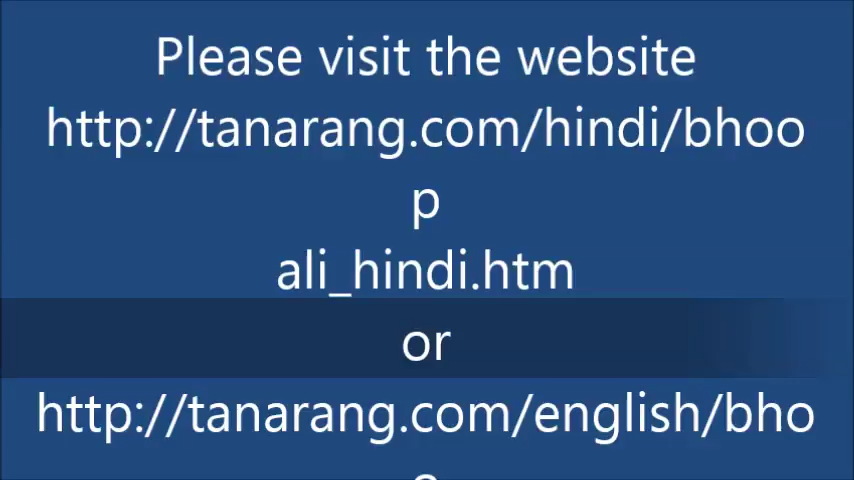 Please visit the website
http://tanarang.com/hindi/bhoo
p
ali_hindi.htm
or
http://tanarang.com/english/bho